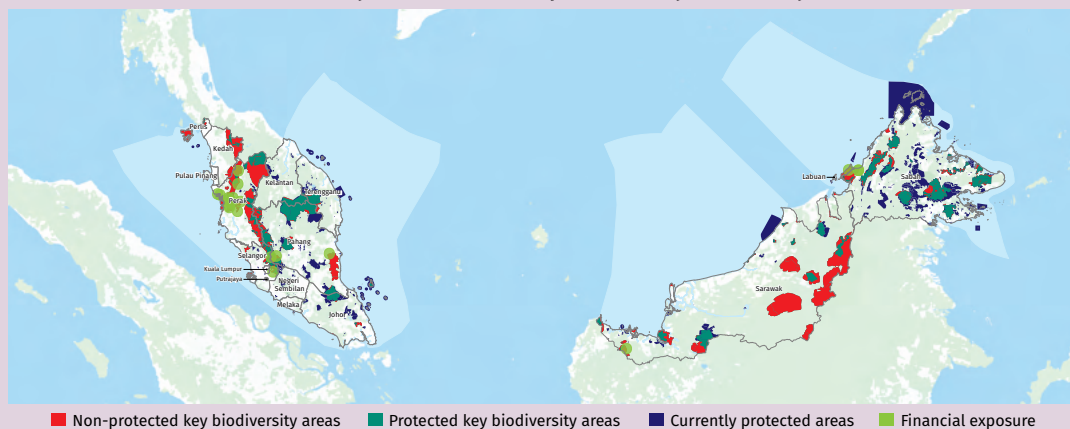 Perlis
Kedah
Pulau Pinang
Perak
Kelantan
Terengganu
Pahang
Selangor
Kuala Lumpur
Putrajaya
Negeri
Sembilan
Melaka
Johor
Labuan
Sabah
Sarawak
Non-protected key biodiversity areas
Protected key biodiversity areas
Currently protected areas
Financial exposure